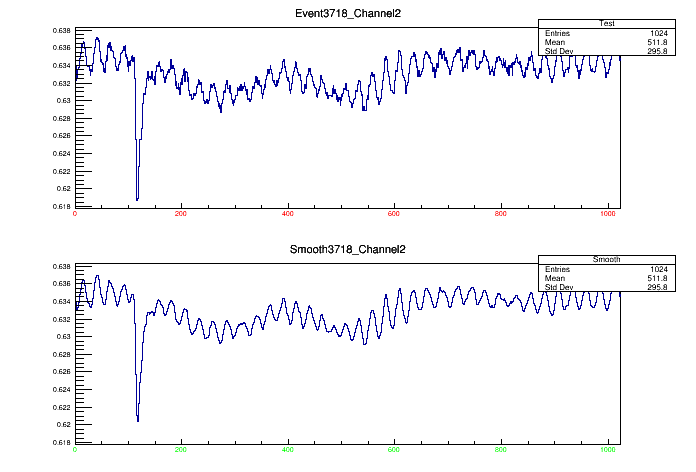 Event3718_Channel2
Test
Entries 1024
Mean 511.8
Std Dev 295.8
0.638
0.636
0.634
0.632
0.63
0.628
0.626
0.624
0.622
0.62
0.618
0 200 400 600 800 1000
Smooth3718_Channel2
Smooth
Entries 1024
Mean 511.8
Std Dev 295.8
0.638
0.636
0.634
0.632
0.63
0.628
0.626
0.624
0.622
0.62
0.618
0 200 400 600 800 1000